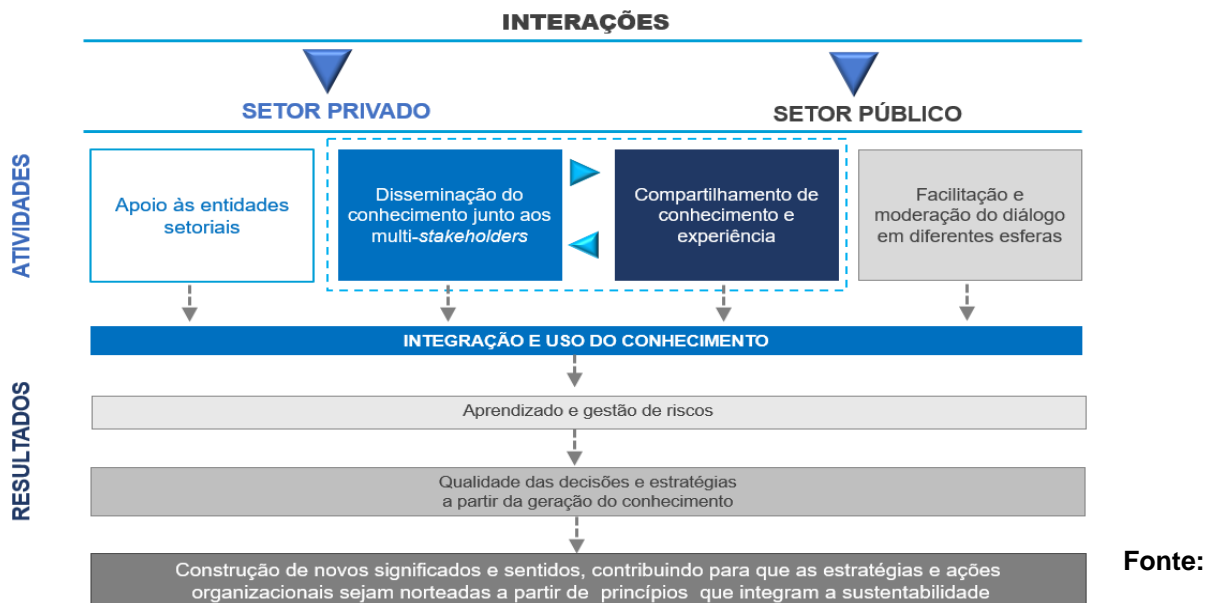 INTERAÇÕES
SETOR PRIVADO
SETOR PÚBLICO
ATIVIDADES
Apoio às entidades
setoriais
Disseminação do
conhecimento junto aos
multi-stakeholders
Compartilhamento de
conhecimento e
experiência
Facilitação e
moderação do diálogo
em diferentes esferas
INTEGRAÇÃO E USO DO CONHECIMENTO
RESULTADOS
Aprendizado e gestão de riscos
Qualidade das decisões e estratégias
a partir da geração do conhecimento
Construção de novos significados e sentidos, contribuindo para que as estratégias e ações
organizacionais sejam norteadas a partir de princípios que integram a sustentabilidade
Fonte: